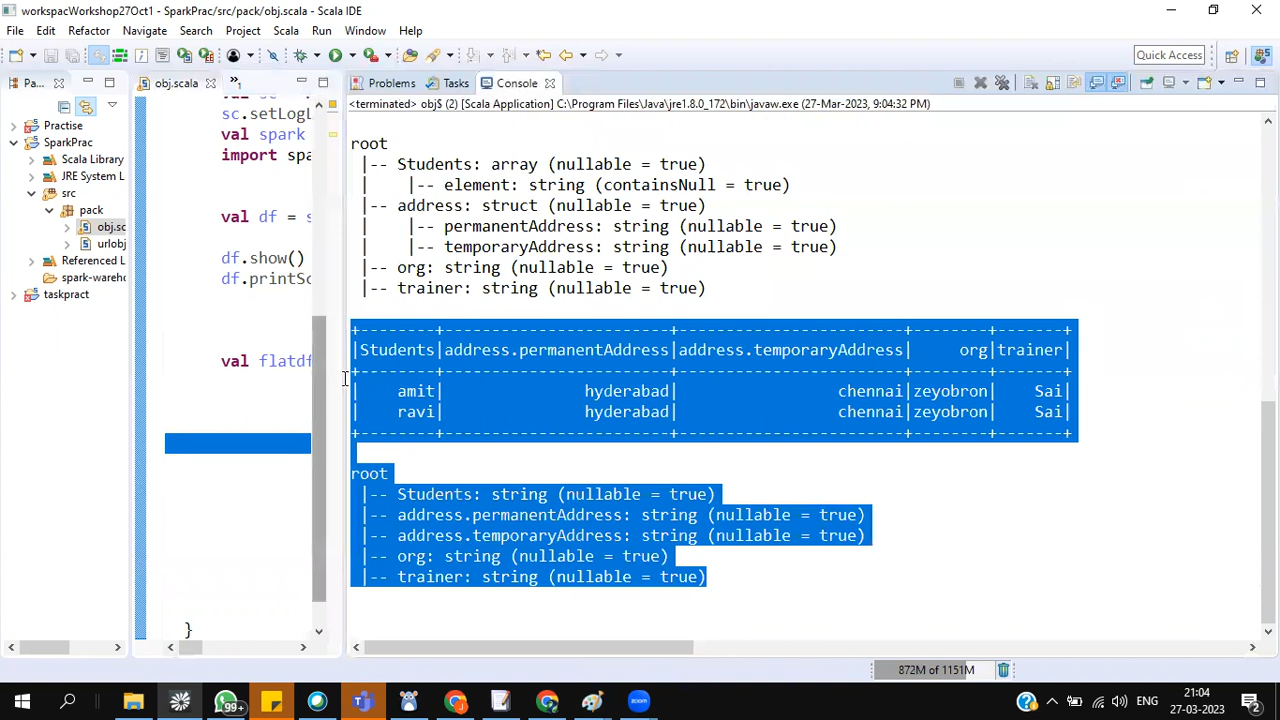 workspacWorkshop27Oct1 - SparkPrac/src/pack/obj.scala - Scala IDE
File Edit Refactor Navigate Search Project Scala Run Window Help
Quick Access
Pa...
obj.scala
»1
Problems Tasks Console
<terminated> obj$ (2) [Scala Application] C:\Program Files\Java\jre1.8.0_172\bin\javaw.exe (27-Mar-2023, 9:04:32 PM)
Practise
SparkPrac
Scala Library
JRE System L
src
pack
obj.sc
urlobj
Referenced L
spark-wareho
taskpract
sc.setLogL
val spark
import spa
val df = s
df.show()
df.printSc
val flatdf
}
root
|-- Students: array (nullable = true)
| |-- element: string (containsNull = true)
|-- address: struct (nullable = true)
| |-- permanentAddress: string (nullable = true)
| |-- temporaryAddress: string (nullable = true)
|-- org: string (nullable = true)
|-- trainer: string (nullable = true)
+--------+------------------------+------------------------+--------+-------+
|Students|address.permanentAddress|address.temporaryAddress| org|trainer|
+--------+------------------------+------------------------+--------+-------+
| amit| hyderabad| chennai|zeyobron| Sai|
| ravi| hyderabad| chennai|zeyobron| Sai|
+--------+------------------------+------------------------+--------+-------+
root
|-- Students: string (nullable = true)
|-- address.permanentAddress: string (nullable = true)
|-- address.temporaryAddress: string (nullable = true)
|-- org: string (nullable = true)
|-- trainer: string (nullable = true)
872M of 1151M
99+
ENG
21:04
27-03-2023
2